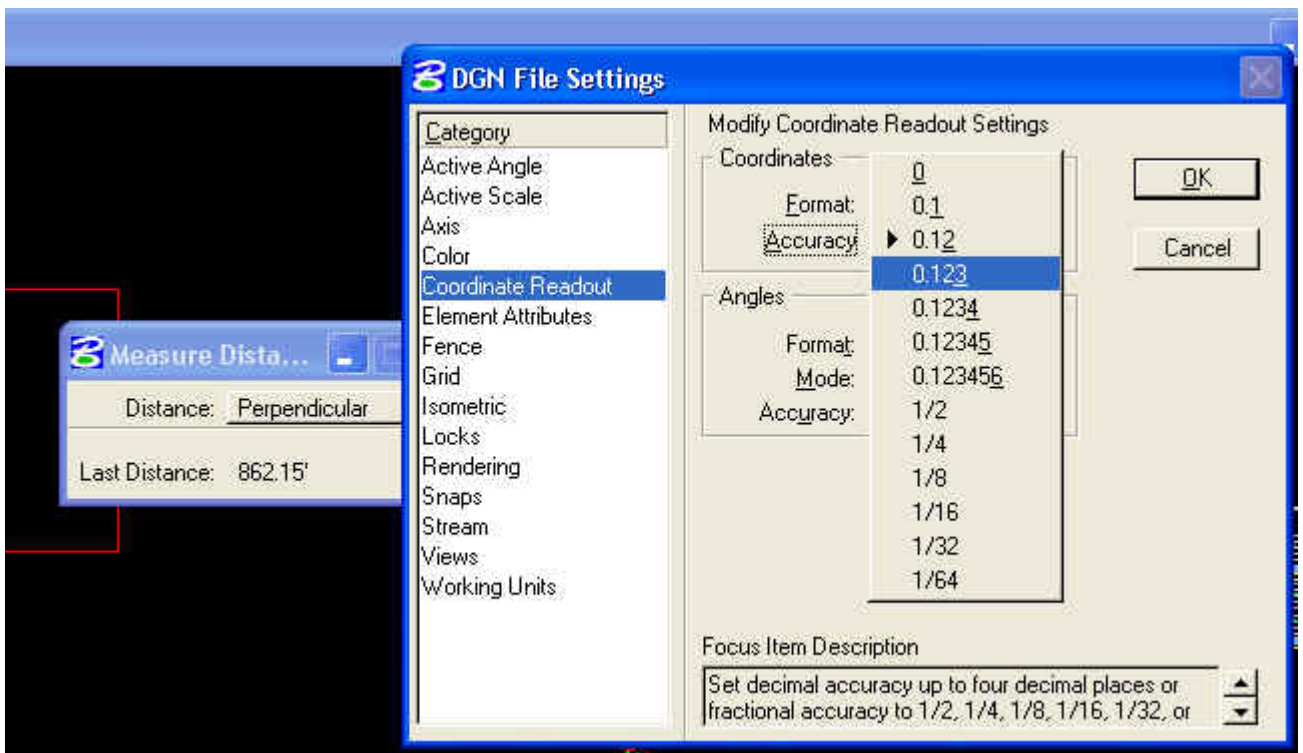 DGN File Settings
Category
Active Angle
Active Scale
Axis
Color
Coordinate Readout
Element Attributes
Fence
Grid
Isometric
Locks
Rendering
Snaps
Stream
Views
Working Units
Modify Coordinate Readout Settings
Coordinates
Format:
Accuracy
0
0.1
0.12
0.123
0.1234
0.12345
0.123456
1/2
1/4
1/8
1/16
1/32
1/64
Angles
Format:
Mode:
Accuracy:
OK
Cancel
Focus Item Description
Set decimal accuracy up to four decimal places or
fractional accuracy to 1/2, 1/4, 1/8, 1/16, 1/32, or
Measure Dista...
Distance: Perpendicular
Last Distance: 862.15'